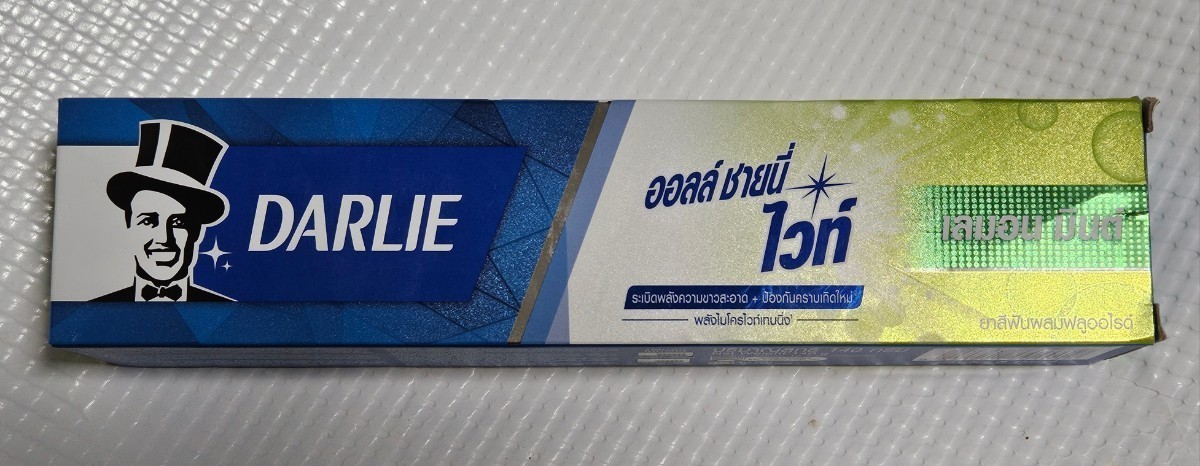 DARLIE
ออลล์ ชายนี่
ไวท์
เลมอน มินต์
ระเบิดพลังความขาวสะอาด + ป้องกันคราบเกิดใหม่
พลังไมโครไวท์เทนนิ่ง¹
ยาสีฟันผสมฟลูออไรด์